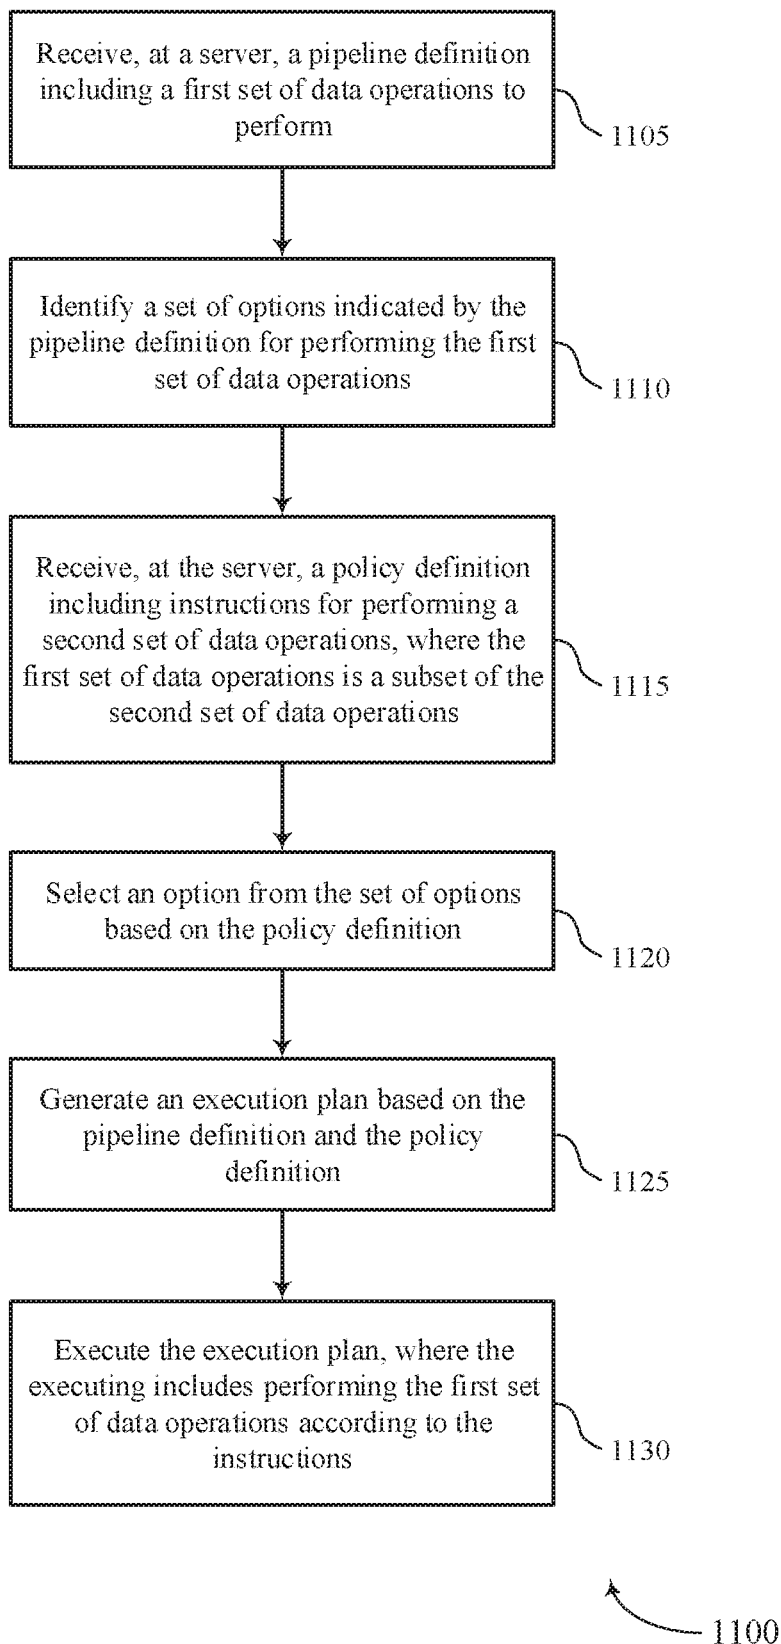 Receive, at a server, a pipeline definition
including a first set of data operations to
perform
1105
Identify a set of options indicated by the
pipeline definition for performing the first
set of data operations
1110
Receive, at the server, a policy definition
including instructions for performing a
second set of data operations, where the
first set of data operations is a subset of the
second set of data operations
1115
Select an option from the set of options
based on the policy definition
1120
Generate an execution plan based on the
pipeline definition and the policy
definition
1125
Execute the execution plan, where the
executing includes performing the first set
of data operations according to the
instructions
1130
1100